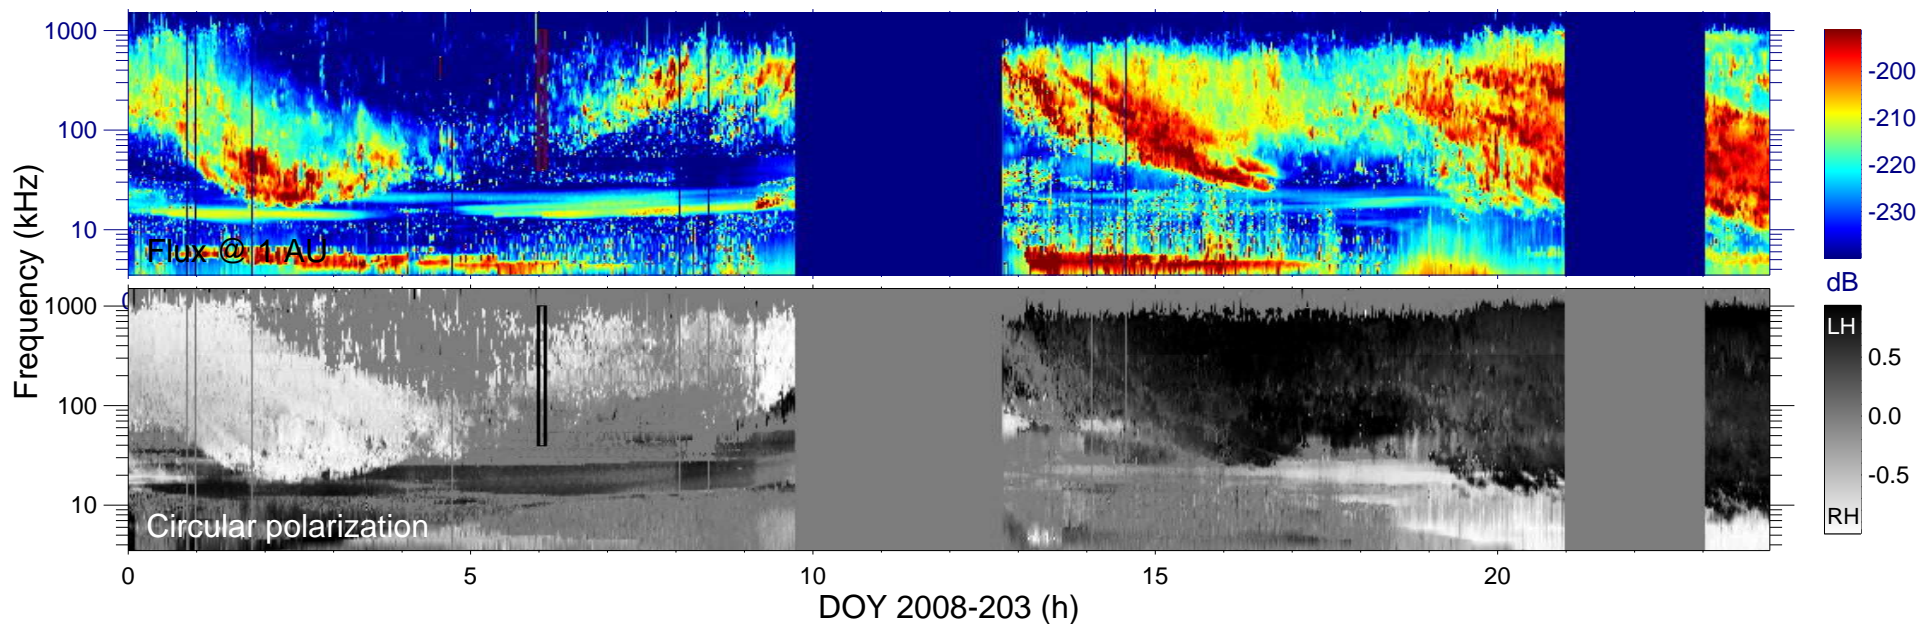 1000
100
10
Flux @ 1 AU
-200
-210
-220
-230
dB
0
Frequency (kHz)
1000
100
10
Circular polarization
LH
0.5
0.0
-0.5
RH
0
5
10
15
20
DOY 2008-203 (h)